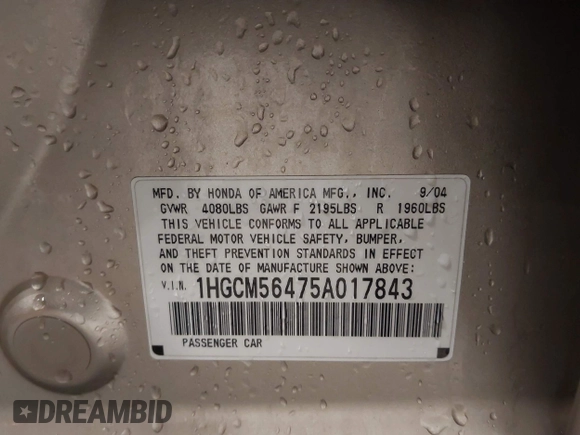 MFD. BY HONDA OF AMERICA MFG., INC. 9/04
GVWR 4080LBS GAWR F 2195LBS R 1960LBS
THIS VEHICLE CONFORMS TO ALL APPLICABLE
FEDERAL MOTOR VEHICLE SAFETY, BUMPER,
AND THEFT PREVENTION STANDARDS IN EFFECT
ON THE DATE OF MANUFACTURE SHOWN ABOVE:
V.I.N. 1HGCM56475A017843
PASSENGER CAR
DREAMBID